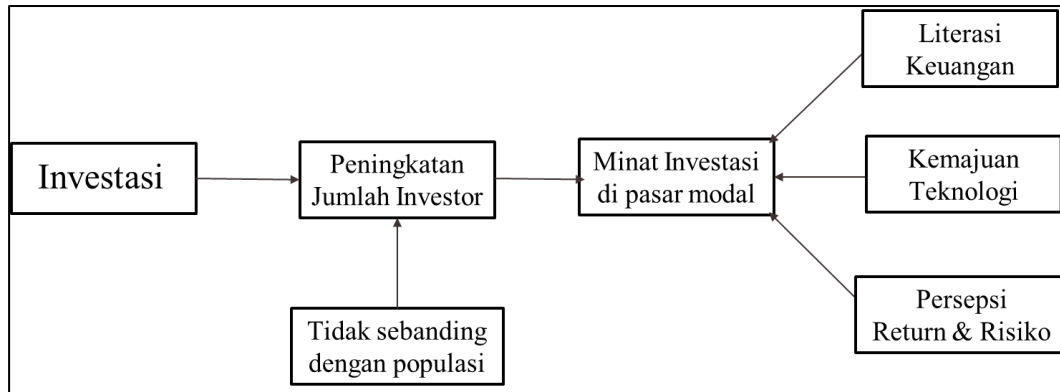 Investasi
Peningkatan
Jumlah Investor
Tidak sebanding
dengan populasi
Minat Investasi
di pasar modal
Literasi
Keuangan
Kemajuan
Teknologi
Persepsi
Return & Risiko